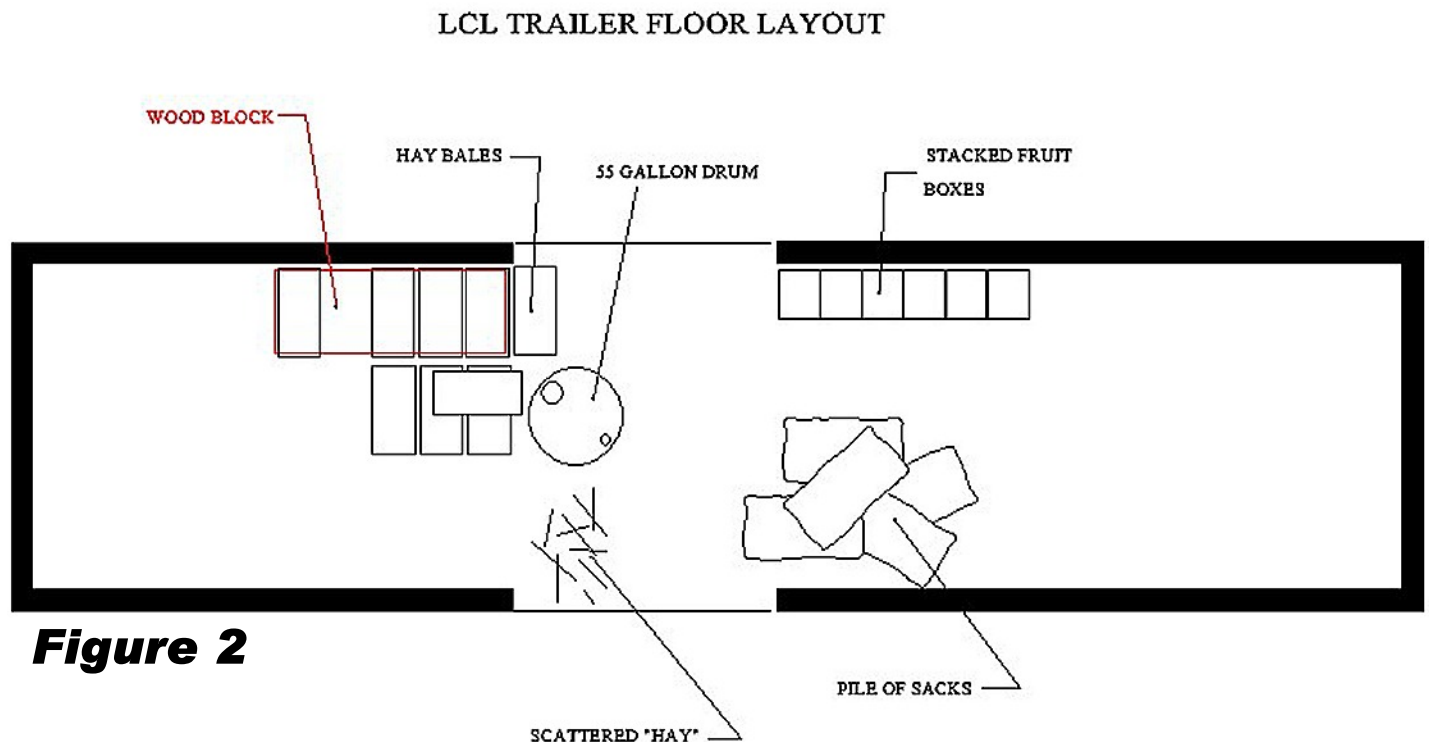 LCL TRAILER FLOOR LAYOUT
WOOD BLOCK
HAY BALES
55 GALLON DRUM
STACKED FRUIT
BOXES
Figure 2
PILE OF SACKS
SCATTERED "HAY"